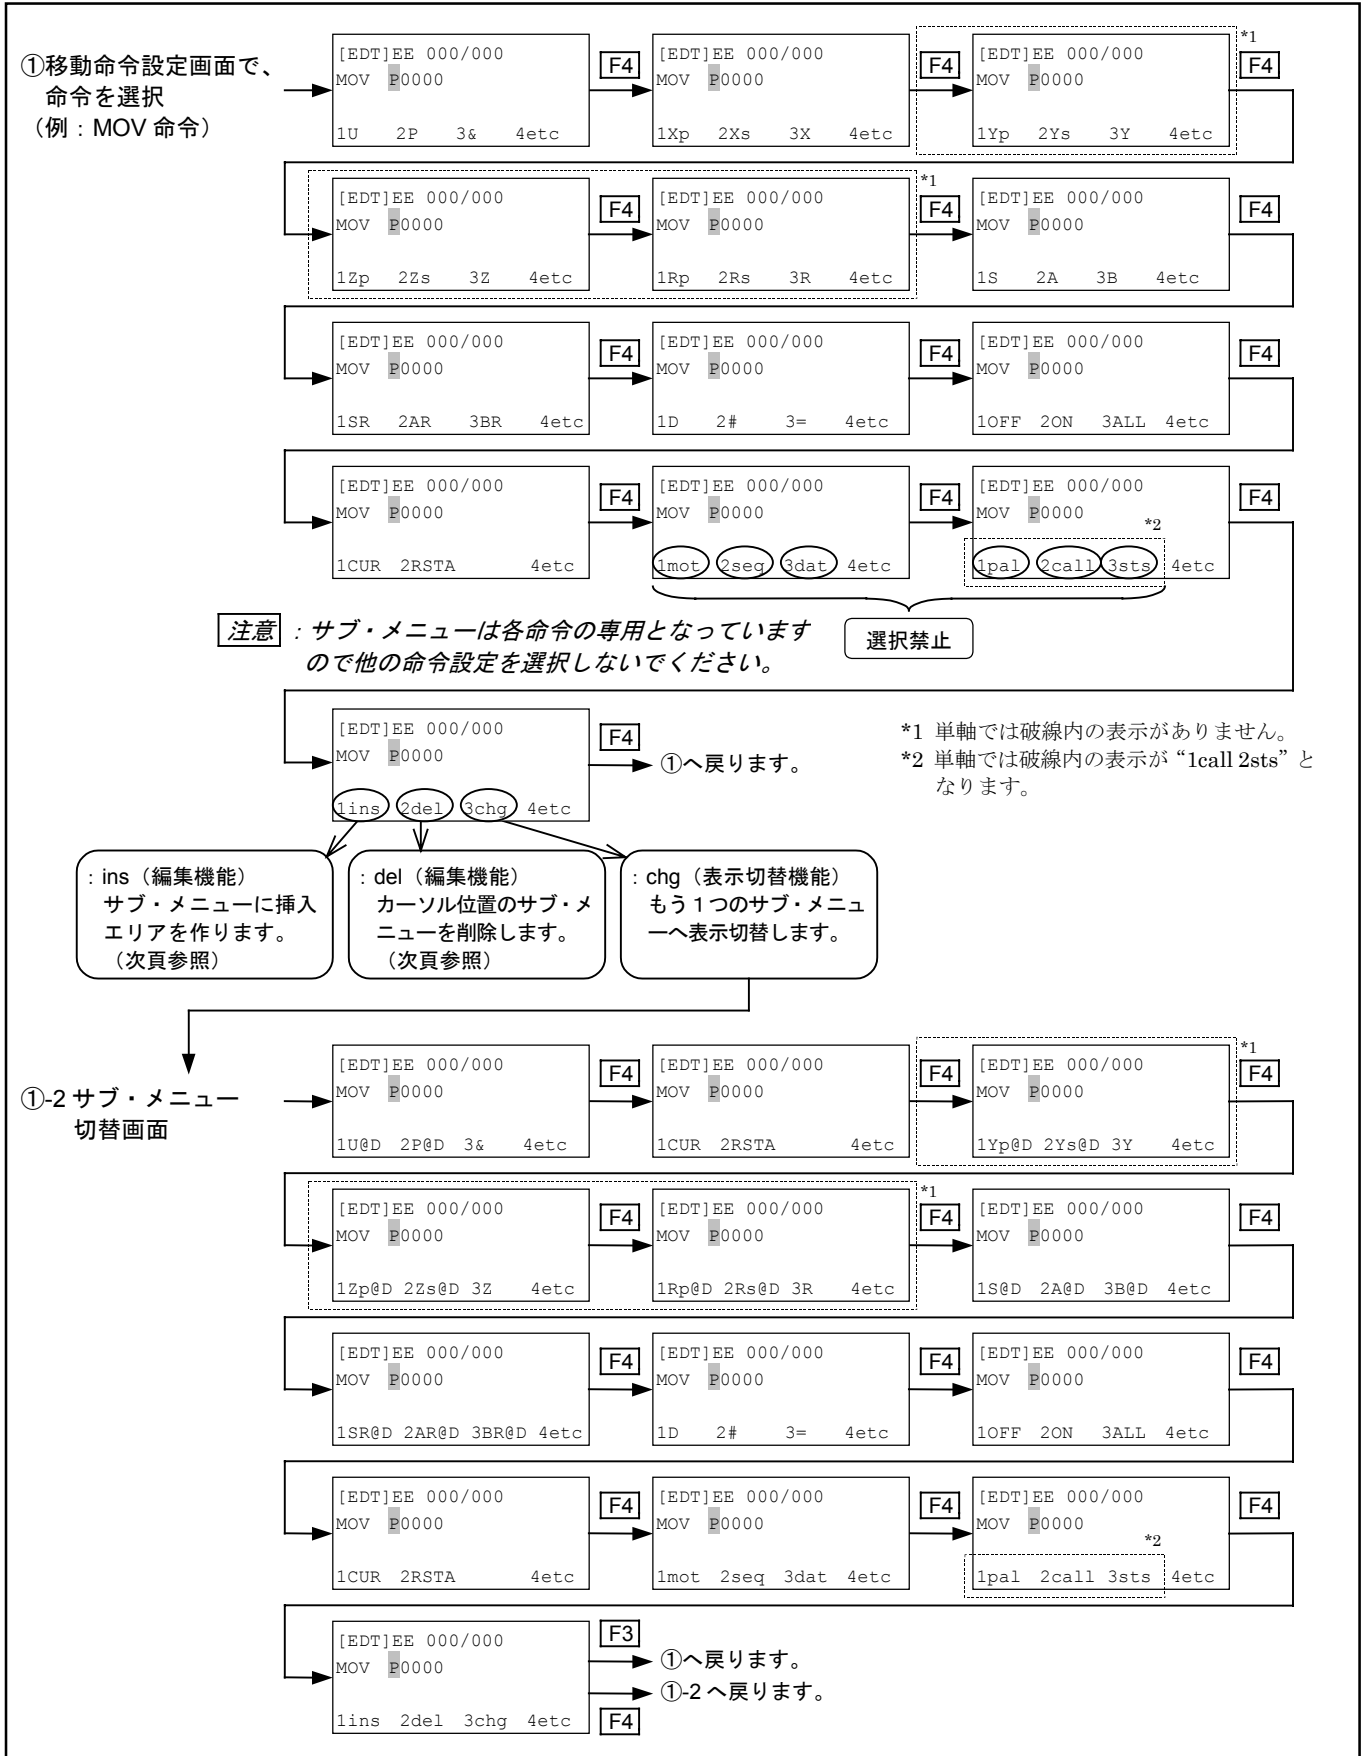 ①移動命令設定画面で、
命令を選択
（例：MOV 命令）
[EDT]EE 000/000
MOV P0000
1U 2P 3& 4etc
F4
[EDT]EE 000/000
MOV P0000
1Xp 2Xs 3X 4etc
F4
*1
[EDT]EE 000/000
MOV P0000
1Yp 2Ys 3Y 4etc
F4
[EDT]EE 000/000
MOV P0000
1Zp 2Zs 3Z 4etc
F4
[EDT]EE 000/000
MOV P0000
1Rp 2Rs 3R 4etc
*1
F4
[EDT]EE 000/000
MOV P0000
1S 2A 3B 4etc
F4
[EDT]EE 000/000
MOV P0000
1SR 2AR 3BR 4etc
F4
[EDT]EE 000/000
MOV P0000
1D 2# 3= 4etc
F4
[EDT]EE 000/000
MOV P0000
1OFF 2ON 3ALL 4etc
F4
[EDT]EE 000/000
MOV P0000
1CUR 2RSTA 4etc
F4
[EDT]EE 000/000
MOV P0000
1mot 2seq 3dat 4etc
F4
[EDT]EE 000/000
MOV P0000
*2
1pal 2call 3sts 4etc
F4
選択禁止
注意：サブ・メニューは各命令の専用となっています
ので他の命令設定を選択しないでください。
[EDT]EE 000/000
MOV P0000
1ins 2del 3chg 4etc
F4
①へ戻ります。
*1 単軸では破線内の表示がありません。
*2 単軸では破線内の表示が “1call 2sts” と
なります。
：ins（編集機能）
サブ・メニューに挿入
エリアを作ります。
（次頁参照）
：del（編集機能）
カーソル位置のサブ・メ
ニューを削除します。
（次頁参照）
：chg（表示切替機能）
もう１つのサブ・メニュ
ーへ表示切替します。
①-2 サブ・メニュー
切替画面
[EDT]EE 000/000
MOV P0000
1U@D 2P@D 3& 4etc
F4
[EDT]EE 000/000
MOV P0000
1CUR 2RSTA 4etc
F4
*1
[EDT]EE 000/000
MOV P0000
1Yp@D 2Ys@D 3Y 4etc
F4
[EDT]EE 000/000
MOV P0000
1Zp@D 2Zs@D 3Z 4etc
F4
[EDT]EE 000/000
MOV P0000
1Rp@D 2Rs@D 3R 4etc
*1
F4
[EDT]EE 000/000
MOV P0000
1S@D 2A@D 3B@D 4etc
F4
[EDT]EE 000/000
MOV P0000
1SR@D 2AR@D 3BR@D 4etc
F4
[EDT]EE 000/000
MOV P0000
1D 2# 3= 4etc
F4
[EDT]EE 000/000
MOV P0000
1OFF 2ON 3ALL 4etc
F4
[EDT]EE 000/000
MOV P0000
1CUR 2RSTA 4etc
F4
[EDT]EE 000/000
MOV P0000
1mot 2seq 3dat 4etc
F4
[EDT]EE 000/000
MOV P0000
*2
1pal 2call 3sts 4etc
F4
[EDT]EE 000/000
MOV P0000
1ins 2del 3chg 4etc
F3
①へ戻ります。
①-2 へ戻ります。
F4